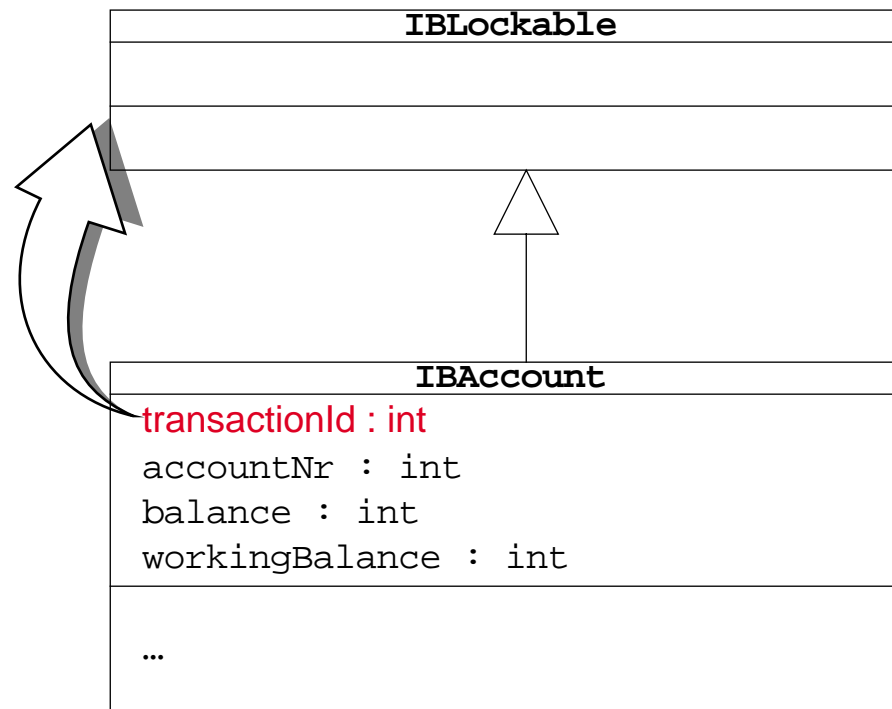 IBLockable
IBAccount
transactionId : int
accountNr : int
balance : int
workingBalance : int
…